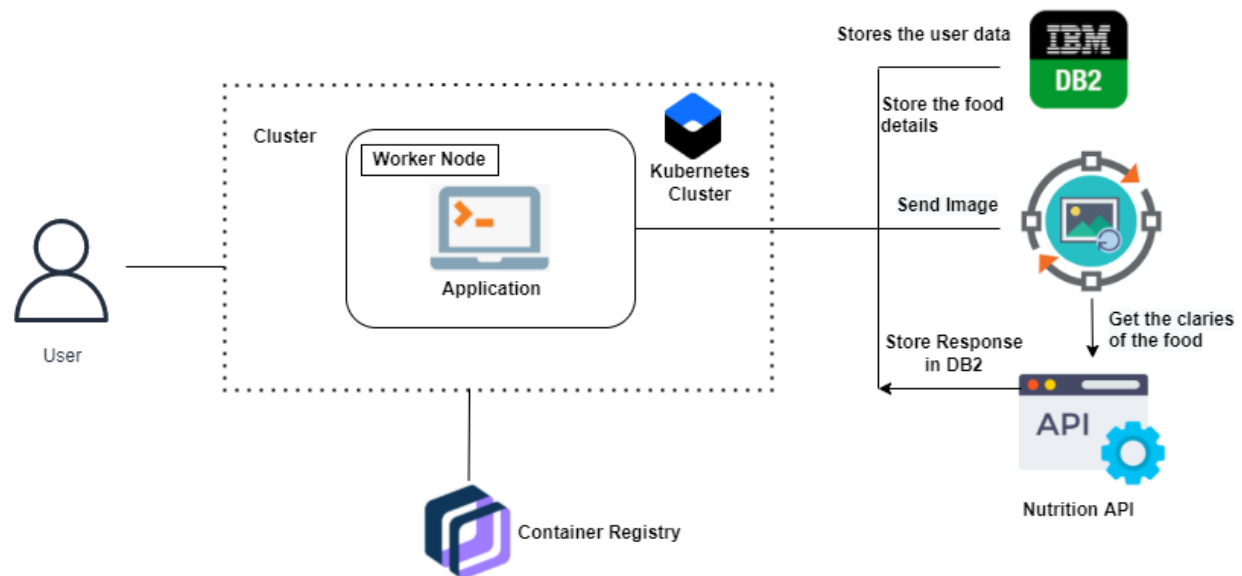 Stores the user data
IBM
DB2
Store the food
details
Cluster
Worker Node
Kubernetes
Cluster
Send Image
Application
User
Get the claries
of the food
Store Response
in DB2
API
Nutrition API
Container Registry